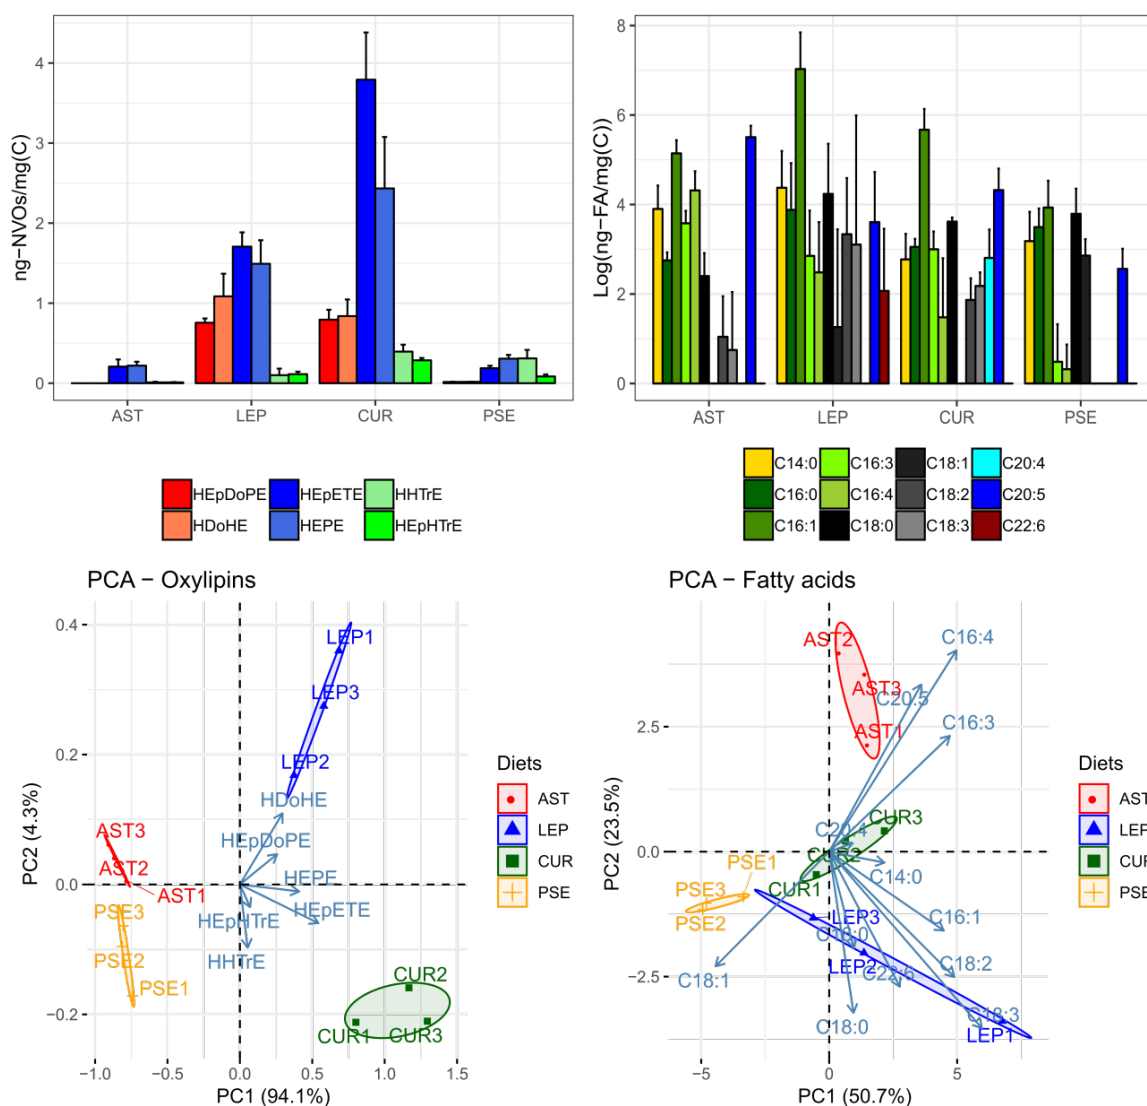 ng−NVOs/mg(C)
4
3
2
1
0
AST LEP CUR PSE
HEpDoPE HEpETE HHTrE
HDoHE HEPE HEpHTrE
Log(ng−FA/mg(C))
8
6
4
2
0
AST LEP CUR PSE
C14:0 C16:3 C18:1 C20:4
C16:0 C16:4 C18:2 C20:5
C16:1 C18:0 C18:3 C22:6
PCA − Oxylipins
PC2 (4.3%)
0.4
0.2
0.0
−0.2
LEP1
LEP3
LEP2
HDoHE
HEpDoPE
AST3
AST2
AST1
HEPE
HEpETE
PSE3
HEpHTrE
PSE2
HHTrE
PSE1
CUR2
CUR1 CUR3
−1.0 −0.5 0.0 0.5 1.0 1.5
PC1 (94.1%)
Diets
AST
LEP
CUR
PSE
PCA − Fatty acids
PC2 (23.5%)
2.5
0.0
−2.5
AST2
C16:4
AST3
C20:5
C16:3
AST1
CUR3
C20:4
CUR2
PSE1
C14:0
CUR1
PSE3
PSE2
LEP3
C16:1
C16:0
LEP2
C18:2
C18:1
C22:6
C18:0
C18:3
LEP1
−5 0 5
PC1 (50.7%)
Diets
AST
LEP
CUR
PSE